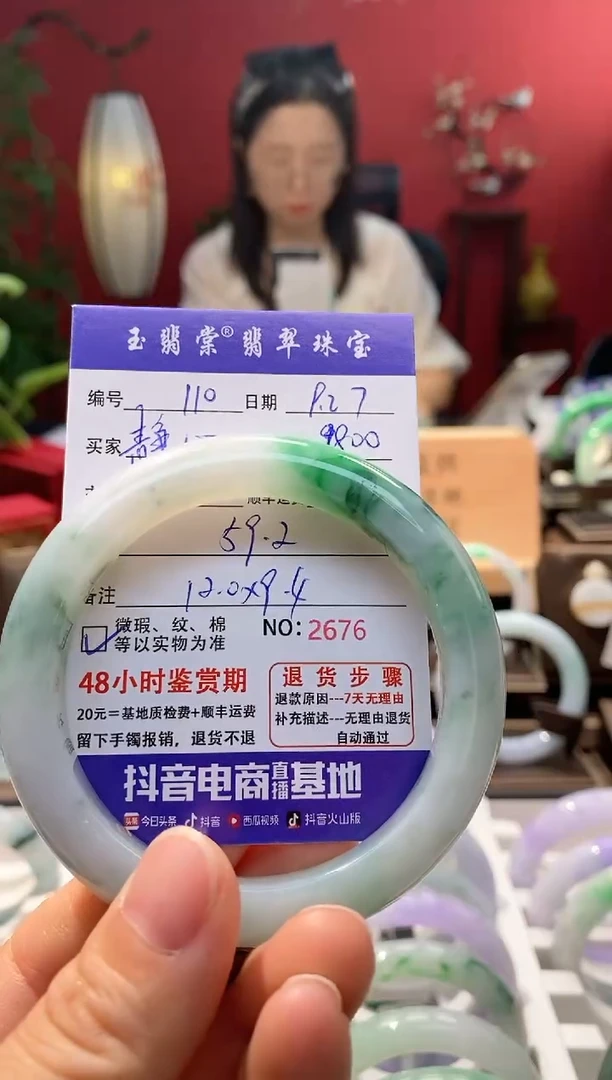 玉翡棠®翡翠珠宝
编号 110 日期 9.27
买家 9800
59.2
备注 12.0x9.4
微瑕、纹、棉
等以实物为准
NO: 2676
48小时鉴赏期
20元=基地质检费+顺丰运费
留下手镯报销，退货不退
退货步骤
退款原因---7天无理由
补充描述---无理由退货
自动通过
抖音电商直播基地
头条 今日头条 抖音 西瓜视频 抖音火山版